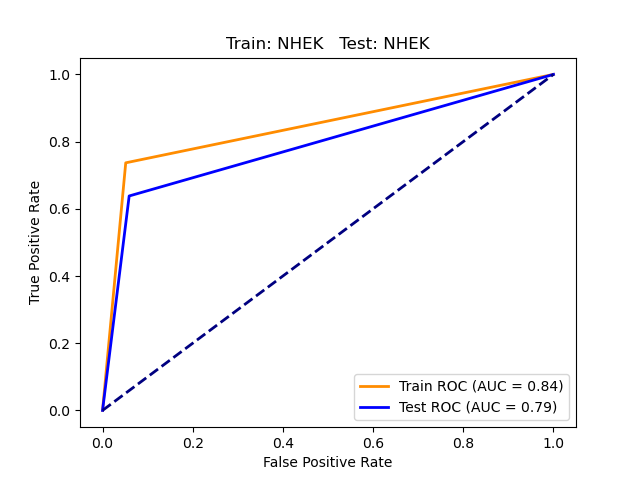 Train: NHEK   Test: NHEK
True Positive Rate
1.0
0.8
0.6
0.4
0.2
0.0
0.0 0.2 0.4 0.6 0.8 1.0
False Positive Rate
Train ROC (AUC = 0.84)
Test ROC (AUC = 0.79)